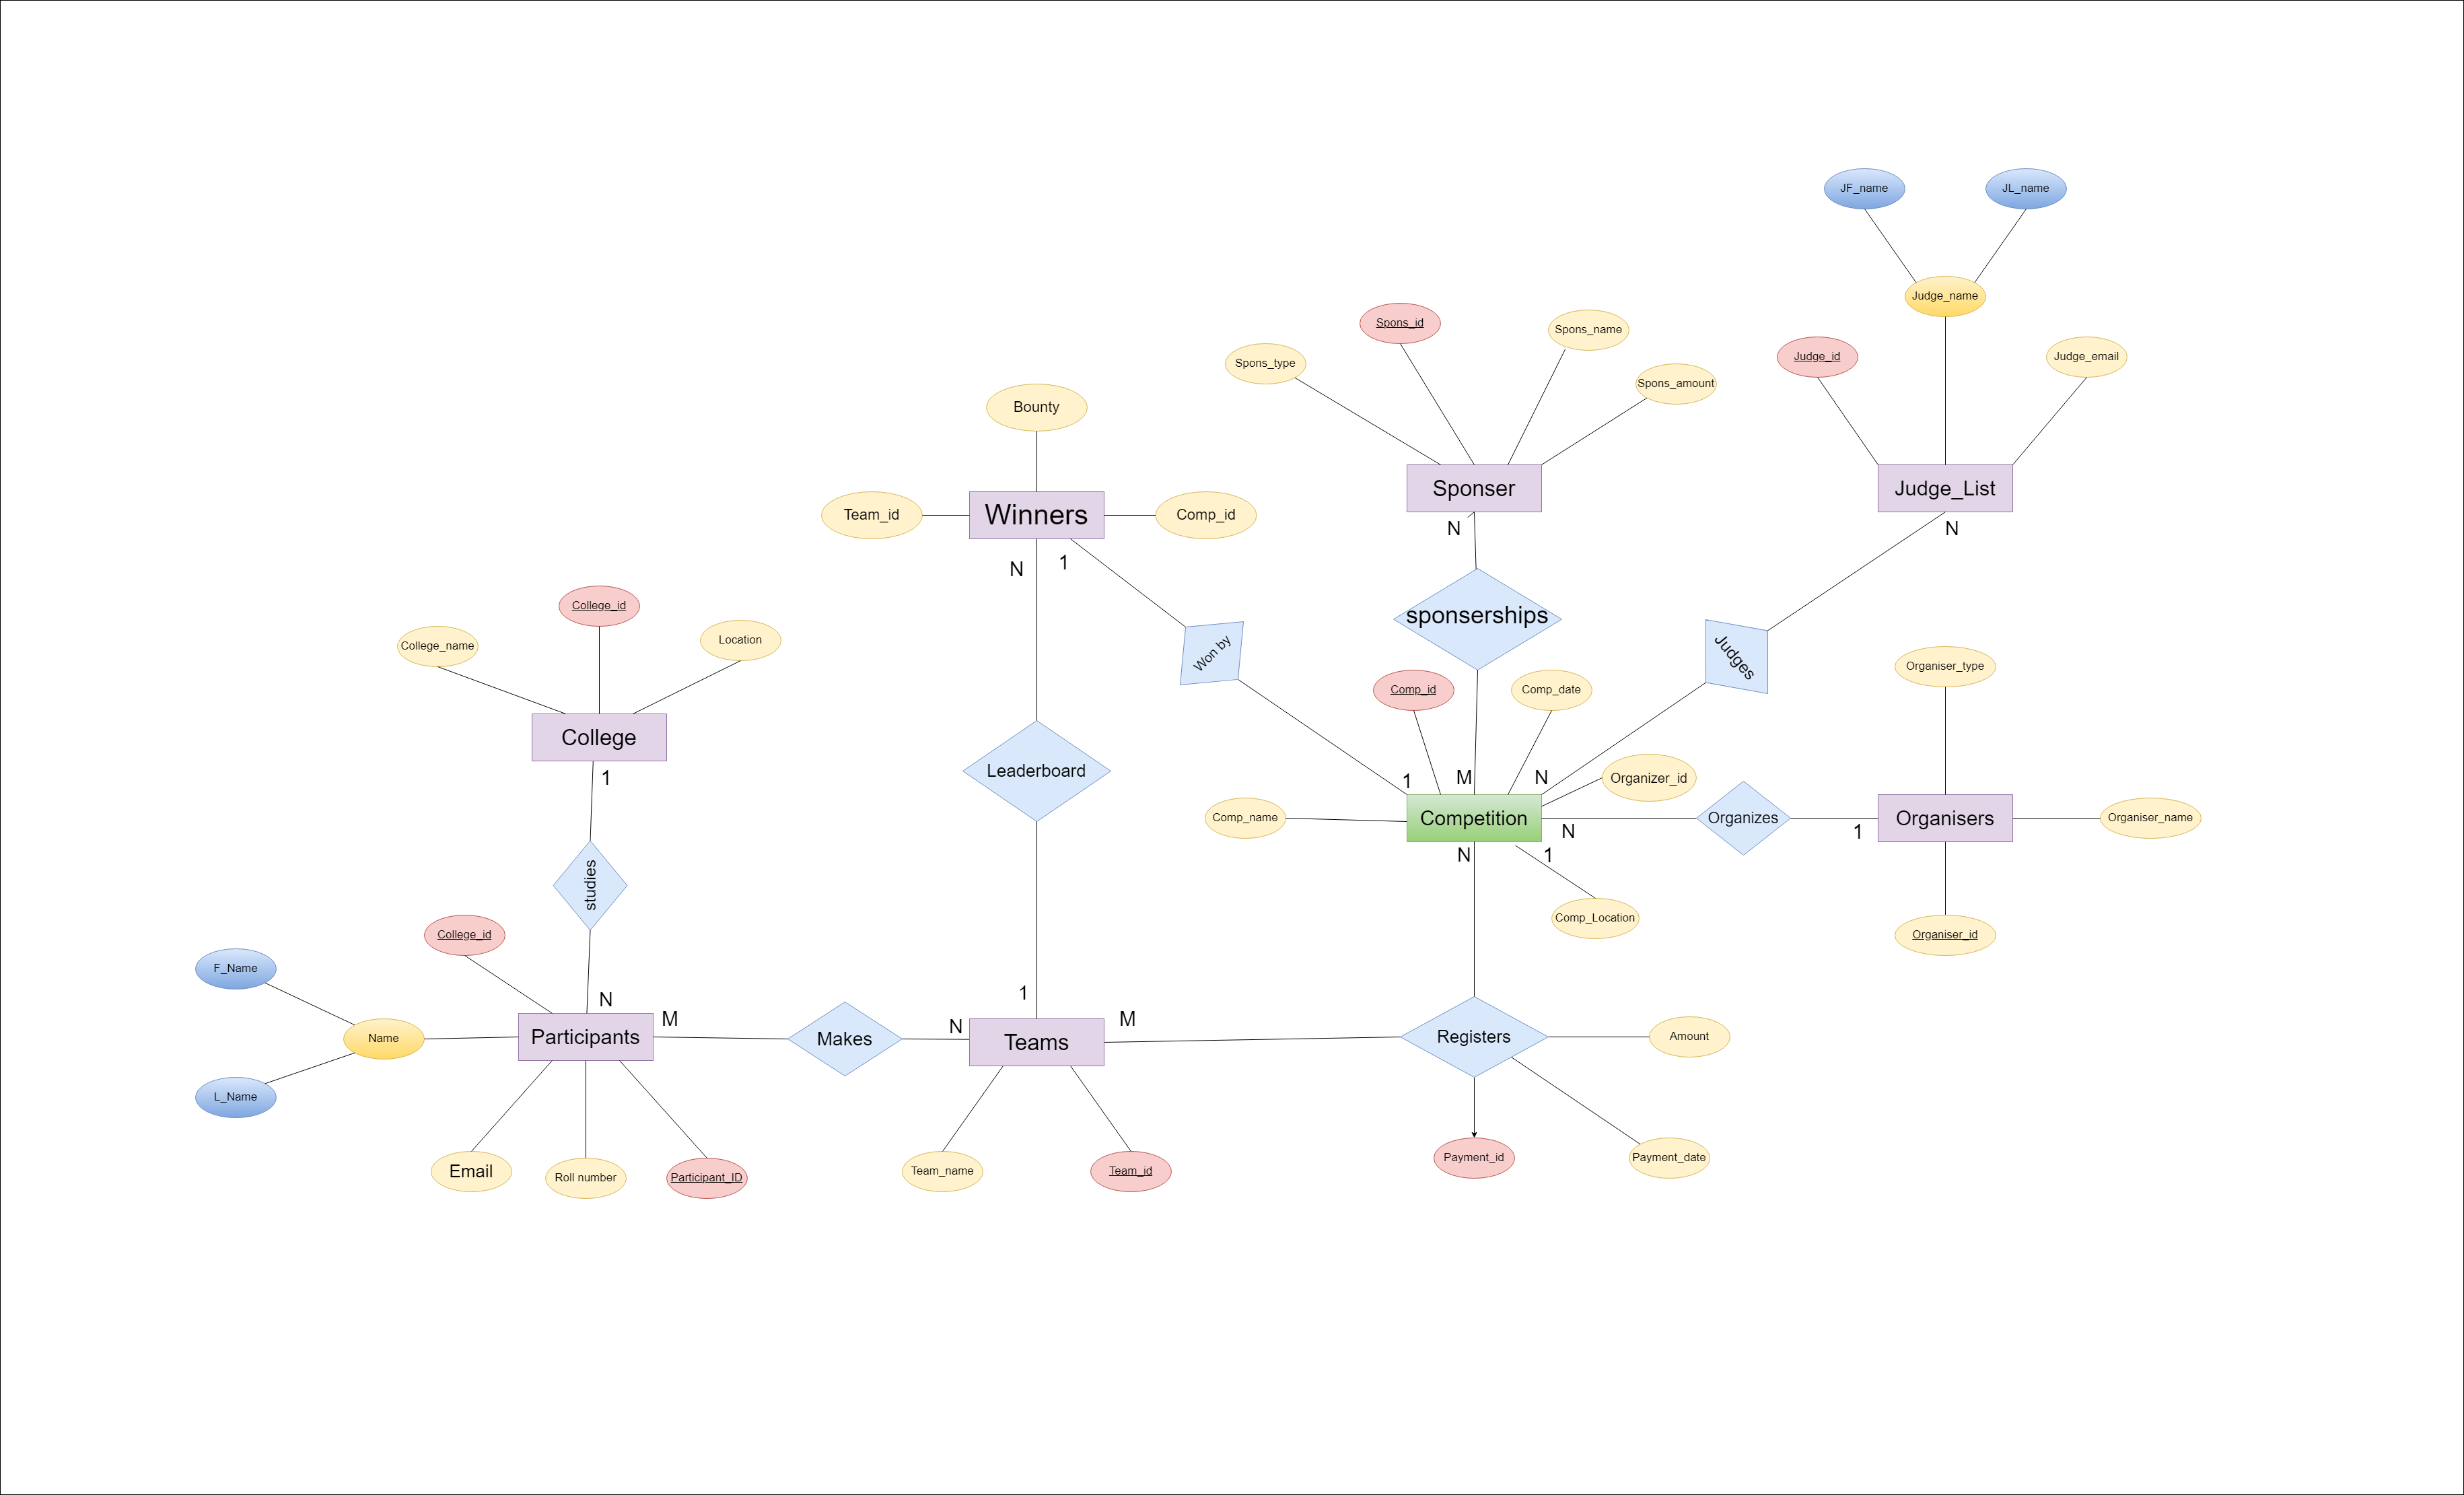 JF_name
JL_name
Judge_name
Spons_id
Spons_name
Judge_id
Judge_email
Spons_type
Spons_amount
Bounty
Sponser
Judge_List
Team_id
Winners
Comp_id
N
N
1
N
College_id
sponserships
College_name
Location
Won by
Judges
Organiser_type
Comp_id
Comp_date
College
Leaderboard
1
1
M
N
Organizer_id
Comp_name
Competition
Organizes
Organisers
Organiser_name
N
1
N
1
studies
Comp_Location
College_id
Organiser_id
F_Name
N
1
M
M
N
Name
Participants
Makes
Teams
Registers
Amount
L_Name
Payment_id
Payment_date
Email
Roll number
Participant_ID
Team_name
Team_id